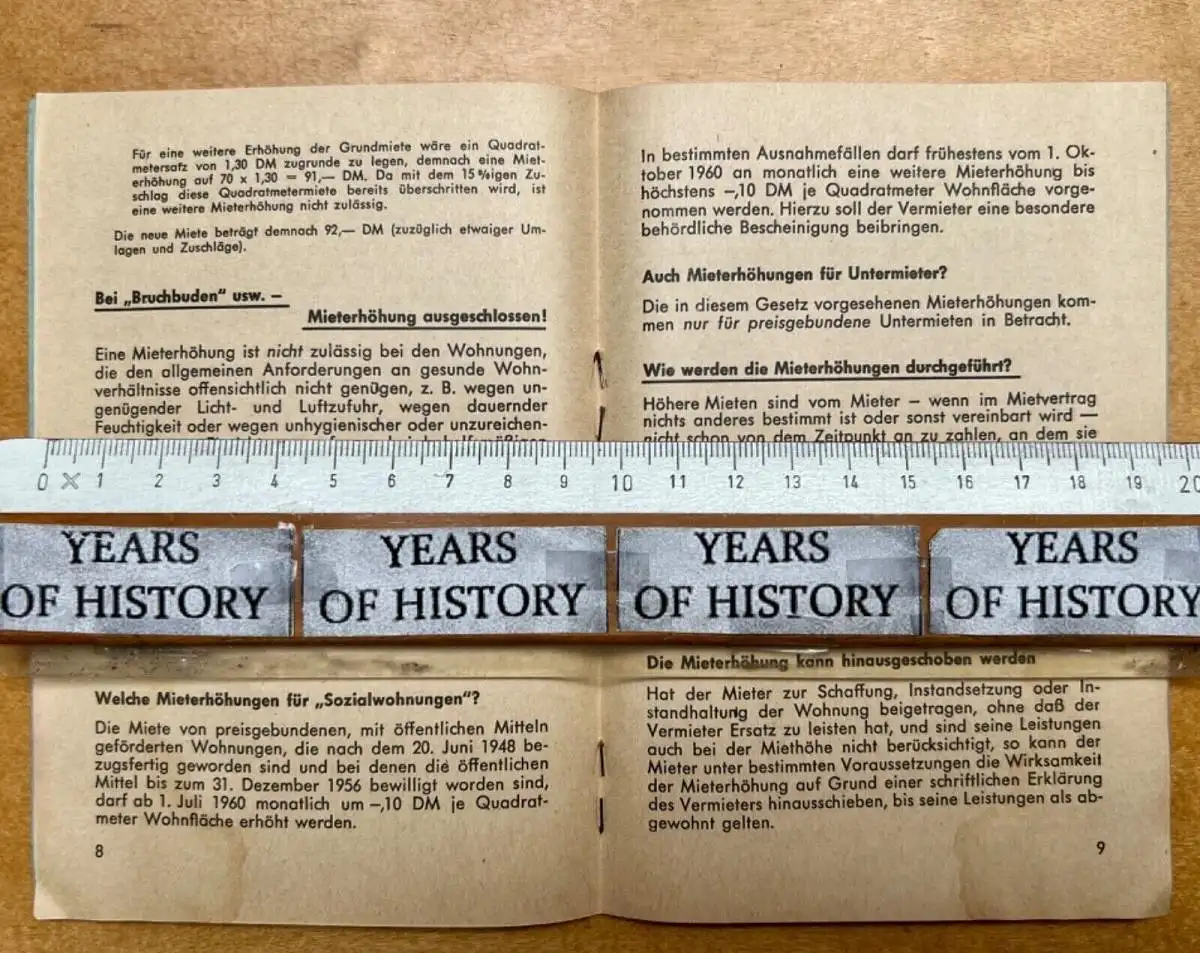 Für eine weitere Erhöhung der Grundmiete wäre ein Quadrat-
metersatz von 1,30 DM zugrunde zu legen, demnach eine Miet-
erhöhung auf 70 x 1,30 = 91,— DM. Da mit dem 15%igen Zu-
schlag diese Quadratmetermiete bereits überschritten wird, ist
eine weitere Mieterhöhung nicht zulässig.
Die neue Miete beträgt demnach 92,— DM (zuzüglich etwaiger Um-
lagen und Zuschläge).
Bei „Bruchbuden" usw. –
Mieterhöhung ausgeschlossen!
Eine Mieterhöhung ist nicht zulässig bei den Wohnungen,
die den allgemeinen Anforderungen an gesunde Wohn-
verhältnisse offensichtlich nicht genügen, z. B. wegen un-
genügender Licht- und Luftzufuhr, wegen dauernder
Feuchtigkeit oder wegen unhygienischer oder unzureichen-
Welche Mieterhöhungen für „Sozialwohnungen"?
Die Miete von preisgebundenen, mit öffentlichen Mitteln
geförderten Wohnungen, die nach dem 20. Juni 1948 be-
zugsfertig geworden sind und bei denen die öffentlichen
Mittel bis zum 31. Dezember 1956 bewilligt worden sind,
darf ab 1. Juli 1960 monatlich um –,10 DM je Quadrat-
meter Wohnfläche erhöht werden.
8
In bestimmten Ausnahmefällen darf frühestens vom 1. Ok-
tober 1960 an monatlich eine weitere Mieterhöhung bis
höchstens –,10 DM je Quadratmeter Wohnfläche vorge-
nommen werden. Hierzu soll der Vermieter eine besondere
behördliche Bescheinigung beibringen.
Auch Mieterhöhungen für Untermieter?
Die in diesem Gesetz vorgesehenen Mieterhöhungen kom-
men nur für preisgebundene Untermieten in Betracht.
Wie werden die Mieterhöhungen durchgeführt?
Höhere Mieten sind vom Mieter – wenn im Mietvertrag
nichts anderes bestimmt ist oder sonst vereinbart wird —
nicht schon von dem Zeitpunkt an zu zahlen, an dem sie
Die Mieterhöhung kann hinausgeschoben werden
Hat der Mieter zur Schaffung, Instandsetzung oder In-
standhaltung der Wohnung beigetragen, ohne daß der
Vermieter Ersatz zu leisten hat, und sind seine Leistungen
auch bei der Miethöhe nicht berücksichtigt, so kann der
Mieter unter bestimmten Voraussetzungen die Wirksamkeit
der Mieterhöhung auf Grund einer schriftlichen Erklärung
des Vermieters hinausschieben, bis seine Leistungen als ab-
gewohnt gelten.
9
0 1 2 3 4 5 6 7 8 9 10 11 12 13 14 15 16 17 18 19 20
YEARS
OF HISTORY
YEARS
OF HISTORY
YEARS
OF HISTORY
YEARS
OF HISTORY